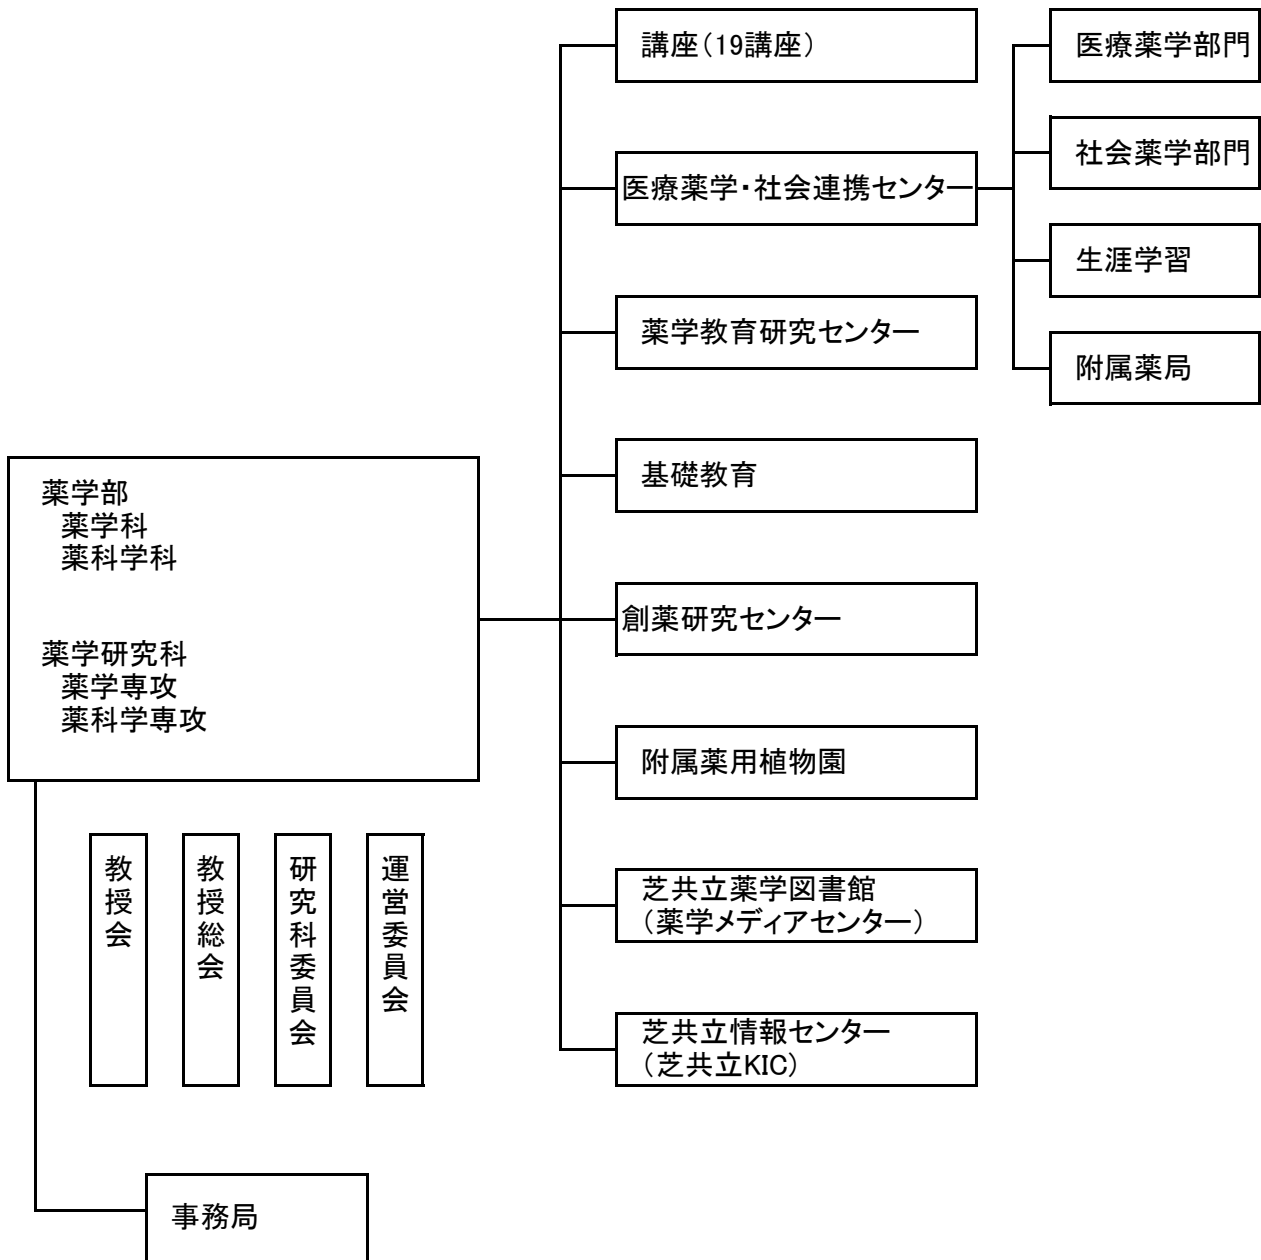 薬学部
薬学科
薬科学科
薬学研究科
薬学専攻
薬科学専攻
教授会
教授総会
研究科委員会
運営委員会
事務局
講座(19講座)
医療薬学・社会連携センター
薬学教育研究センター
基礎教育
創薬研究センター
附属薬用植物園
芝共立薬学図書館
(薬学メディアセンター)
芝共立情報センター
(芝共立KIC)
医療薬学部門
社会薬学部門
生涯学習
附属薬局